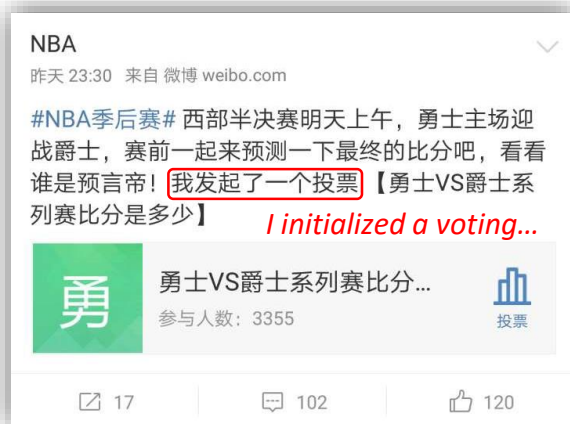 NBA
昨天 23:30 来自 微博 weibo.com
#NBA季后赛# 西部半决赛明天上午，勇士主场迎
战爵士，赛前一起来预测一下最终的比分吧，看看
谁是预言帝！我发起了一个投票【勇士VS爵士系
列赛比分是多少】
I initialized a voting...
勇
勇士VS爵士系列赛比分...
参与人数：3355
投票
17
102
120